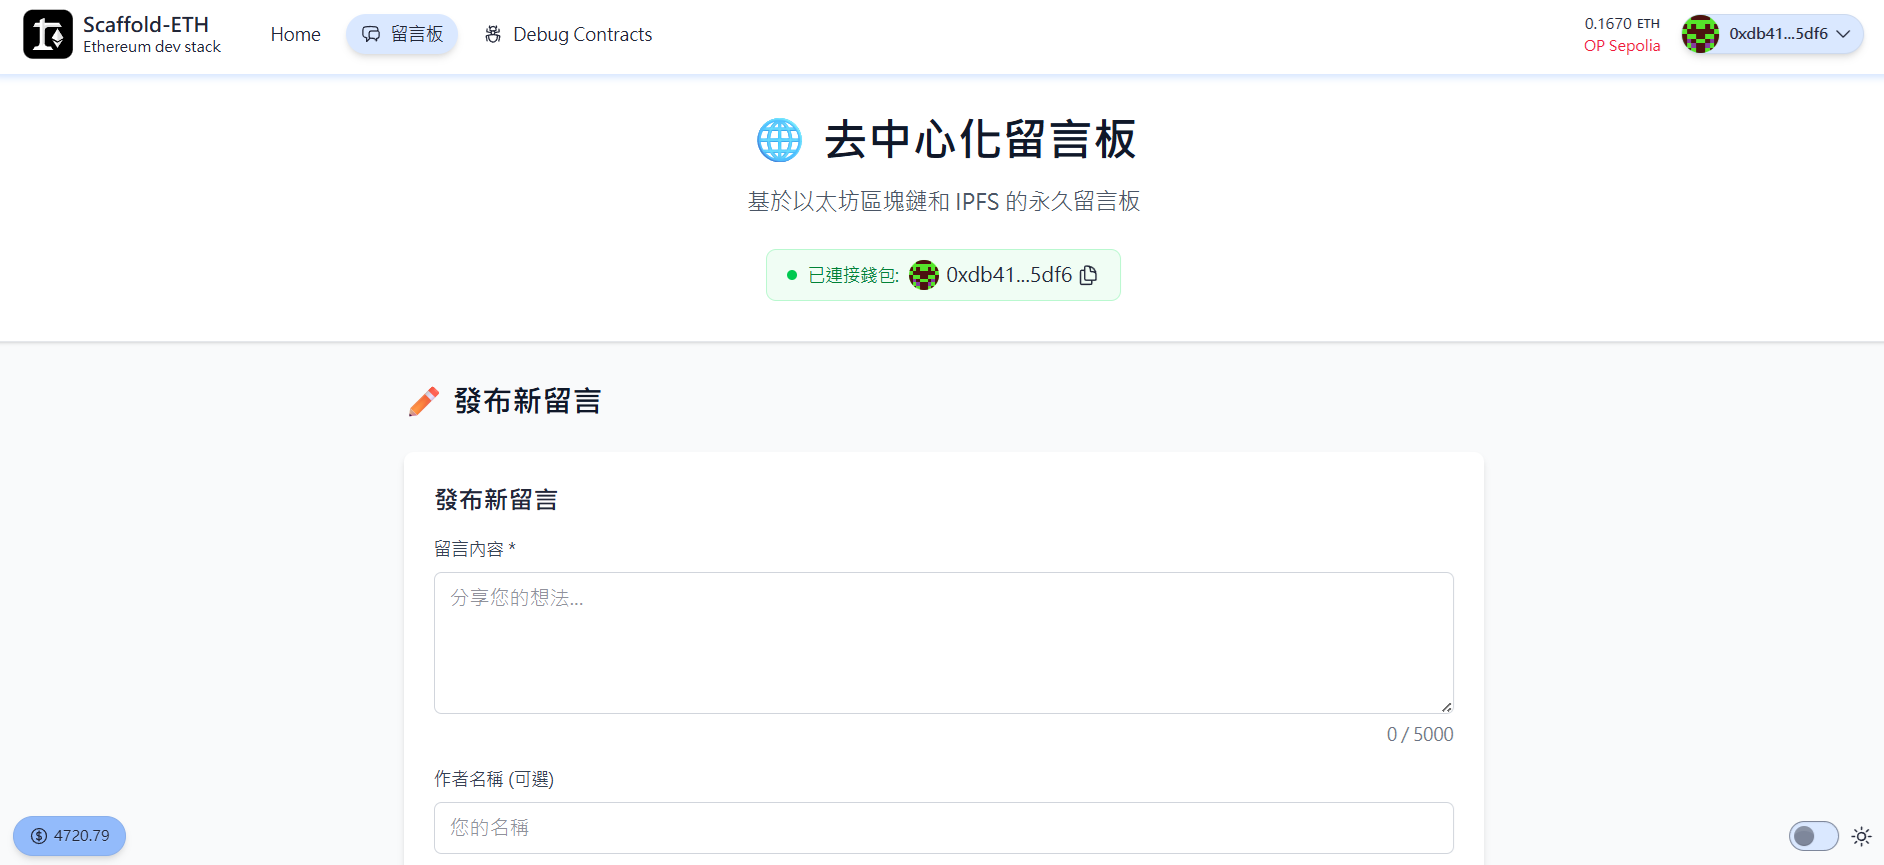 Scaffold-ETH
Ethereum dev stack
Home
留言板
Debug Contracts
0.1670 ETH
OP Sepolia
0xdb41...5df6
去中心化留言板
基於以太坊區塊鏈和 IPFS 的永久留言板
已連接錢包: 0xdb41...5df6
發布新留言
發布新留言
留言內容 *
分享您的想法...
0 / 5000
作者名稱 (可選)
您的名稱
4720.79